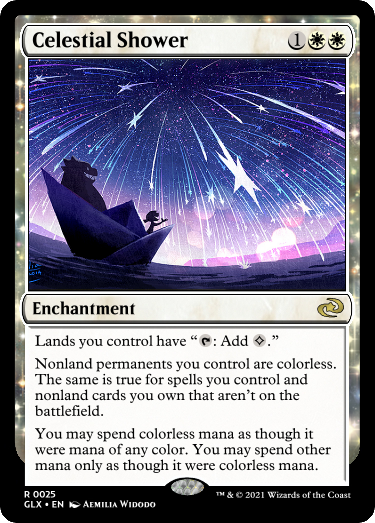 Celestial Shower 1
Enchantment
Lands you control have “: Add .”
Nonland permanents you control are colorless.
The same is true for spells you control and
nonland cards you own that aren't on the
battlefield.
You may spend colorless mana as though it
were mana of any color. You may spend other
mana only as though it were colorless mana.
R 0025
GLX • EN AEMILIA WIDODO
™ & © 2021 Wizards of the Coast